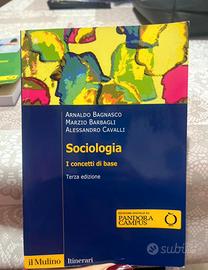 Arnaldo Bagnasco
Marzio Barbagli
Alessandro Cavalli
Sociologia
I concetti di base
Terza edizione
PANDORA
CAMPUS
il Mulino
Itinerari
subito